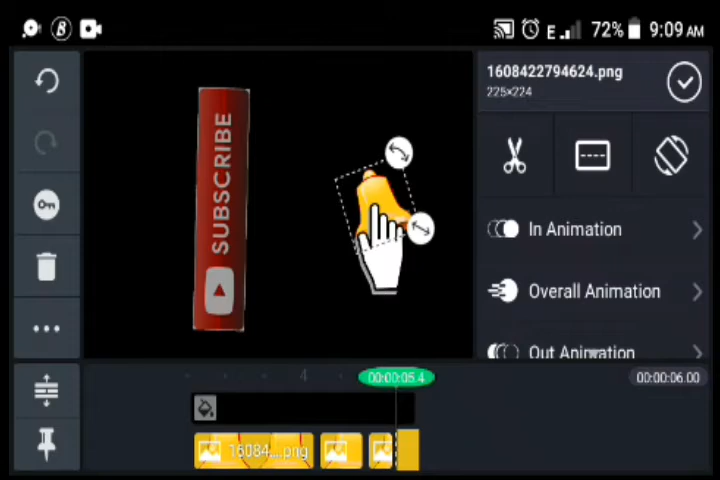 B
E
72%
9:09 AM
1608422794624.png
225×224
SUBSCRIBE
In Animation
Overall Animation
Out Animation
4
00:00:05.4
00:00:06.00
16084....png